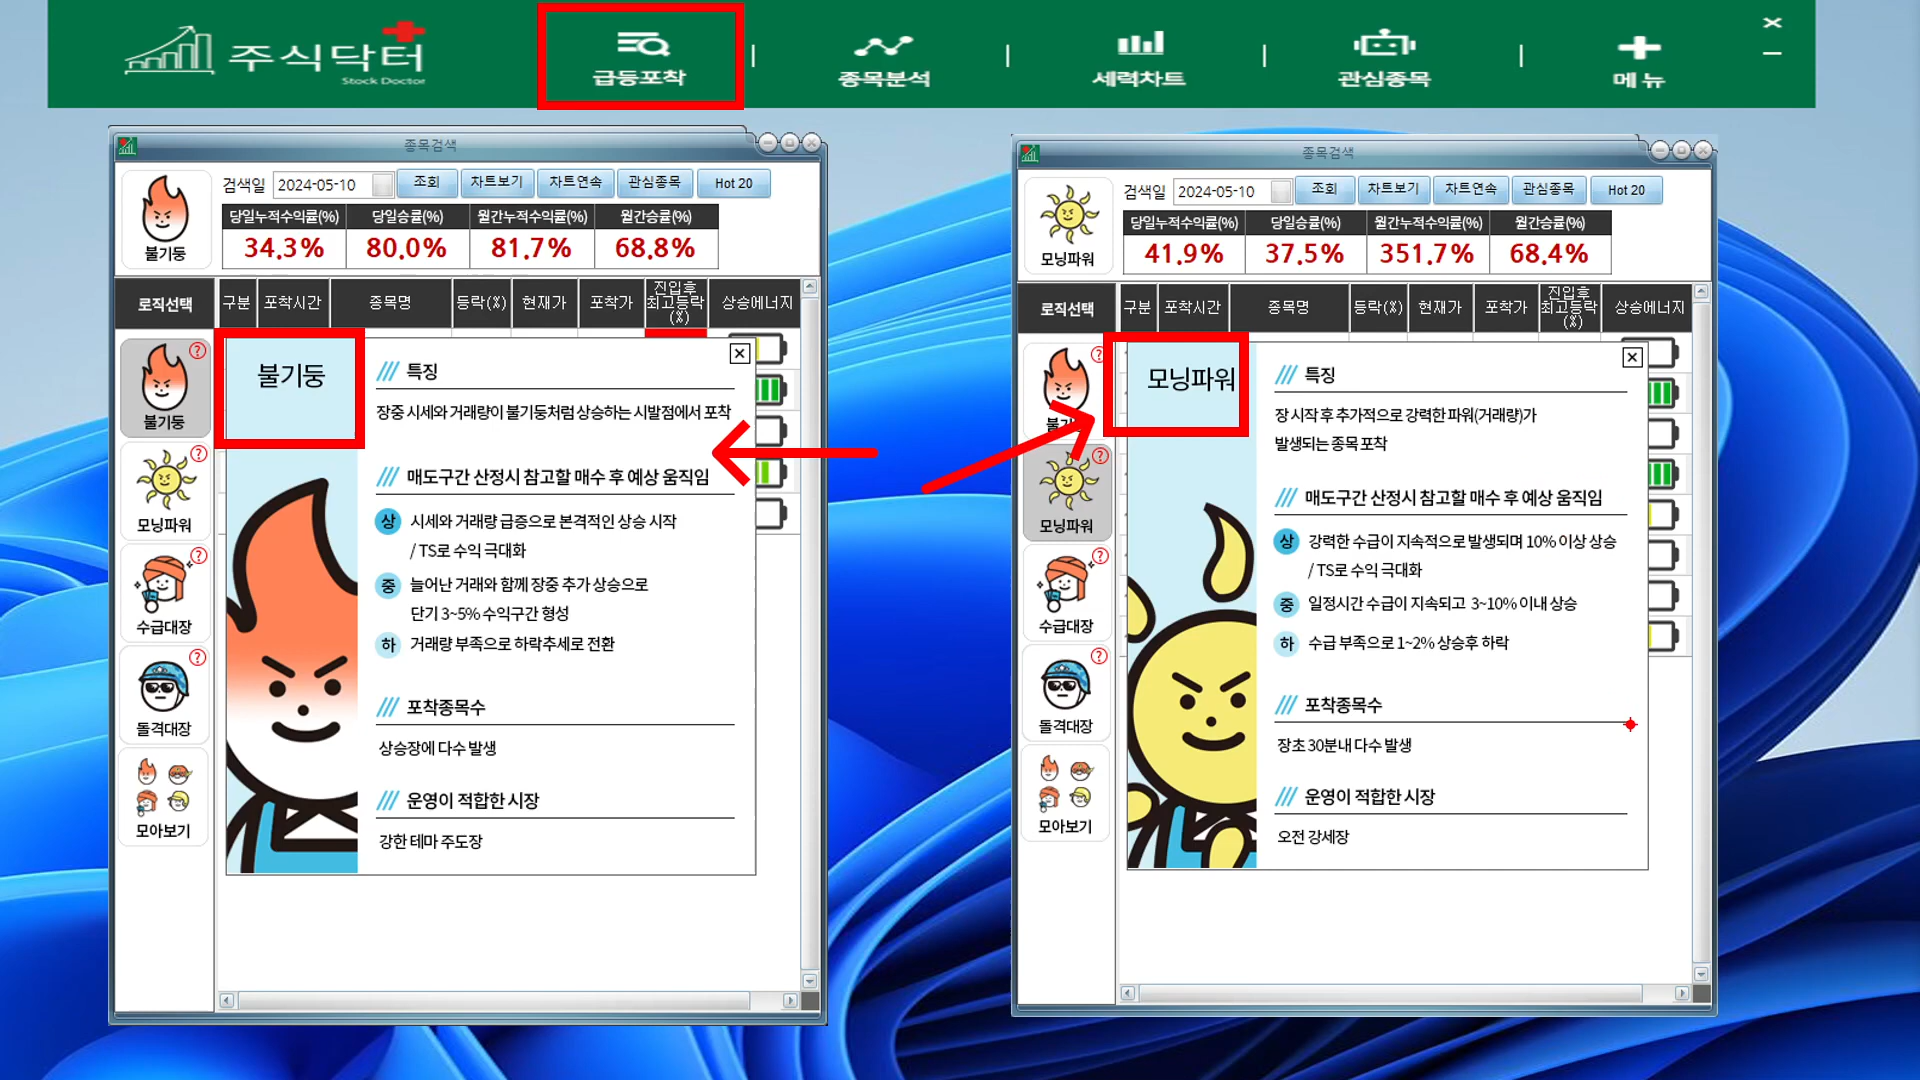 주식닥터
Stock Doctor
급등포착
종목분석
세력차트
관심종목
메뉴
종목검색
불기둥
검색일 2024-05-10 조회 차트보기 차트연속 관심종목 Hot 20
당일누적수익률(%) 당일승률(%) 월간누적수익률(%) 월간승률(%)
34.3% 80.0% 81.7% 68.8%
로직선택 구분 포착시간 종목명 등락(%) 현재가 포착가 진입후 최고등락 (%) 상승에너지
불기둥
모닝파워
수급대장
돌격대장
모아보기
불기둥
/// 특징
장중 시세와 거래량이 불기둥처럼 상승하는 시발점에서 포착
/// 매도구간 산정시 참고할 매수 후 예상 움직임
상 시세와 거래량 급증으로 본격적인 상승 시작
/ TS로 수익 극대화
중 늘어난 거래와 함께 장중 추가 상승으로
단기 3~5% 수익구간 형성
하 거래량 부족으로 하락추세로 전환
/// 포착종목수
상승장에 다수 발생
/// 운영이 적합한 시장
강한 테마 주도장
종목검색
모닝파워
검색일 2024-05-10 조회 차트보기 차트연속 관심종목 Hot 20
당일누적수익률(%) 당일승률(%) 월간누적수익률(%) 월간승률(%)
41.9% 37.5% 351.7% 68.4%
로직선택 구분 포착시간 종목명 등락(%) 현재가 포착가 진입후 최고등락 (%) 상승에너지
모닝파워
수급대장
돌격대장
모아보기
모닝파워
/// 특징
장 시작 후 추가적으로 강력한 파워(거래량)가
발생되는 종목 포착
/// 매도구간 산정시 참고할 매수 후 예상 움직임
상 강력한 수급이 지속적으로 발생되며 10% 이상 상승
/ TS로 수익 극대화
중 일정시간 수급이 지속되고 3~10% 이내 상승
하 수급 부족으로 1~2% 상승후 하락
/// 포착종목수
장초 30분내 다수 발생
/// 운영이 적합한 시장
오전 강세장